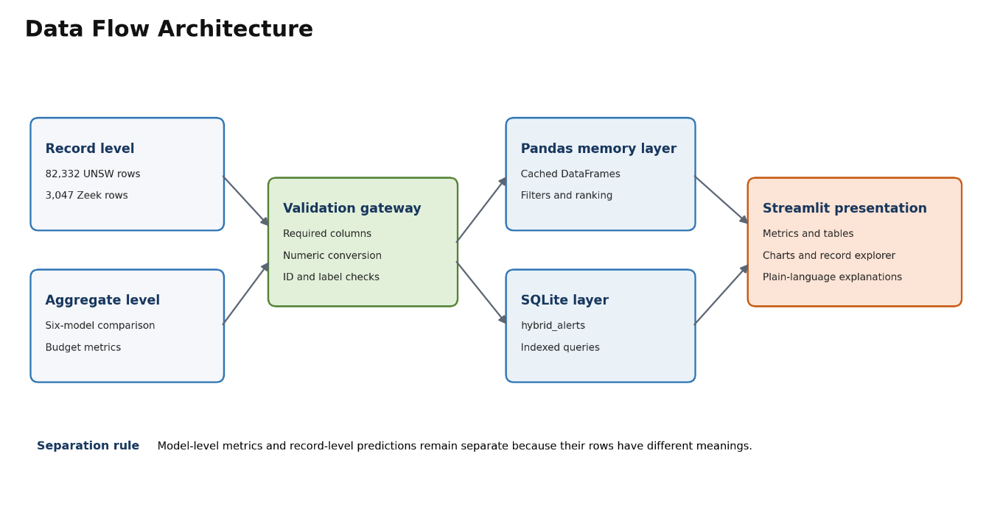 Data Flow Architecture
Record level
82,332 UNSW rows
3,047 Zeek rows
Aggregate level
Six-model comparison
Budget metrics
Validation gateway
Required columns
Numeric conversion
ID and label checks
Pandas memory layer
Cached DataFrames
Filters and ranking
SQLite layer
hybrid_alerts
Indexed queries
Streamlit presentation
Metrics and tables
Charts and record explorer
Plain-language explanations
Separation rule Model-level metrics and record-level predictions remain separate because their rows have different meanings.